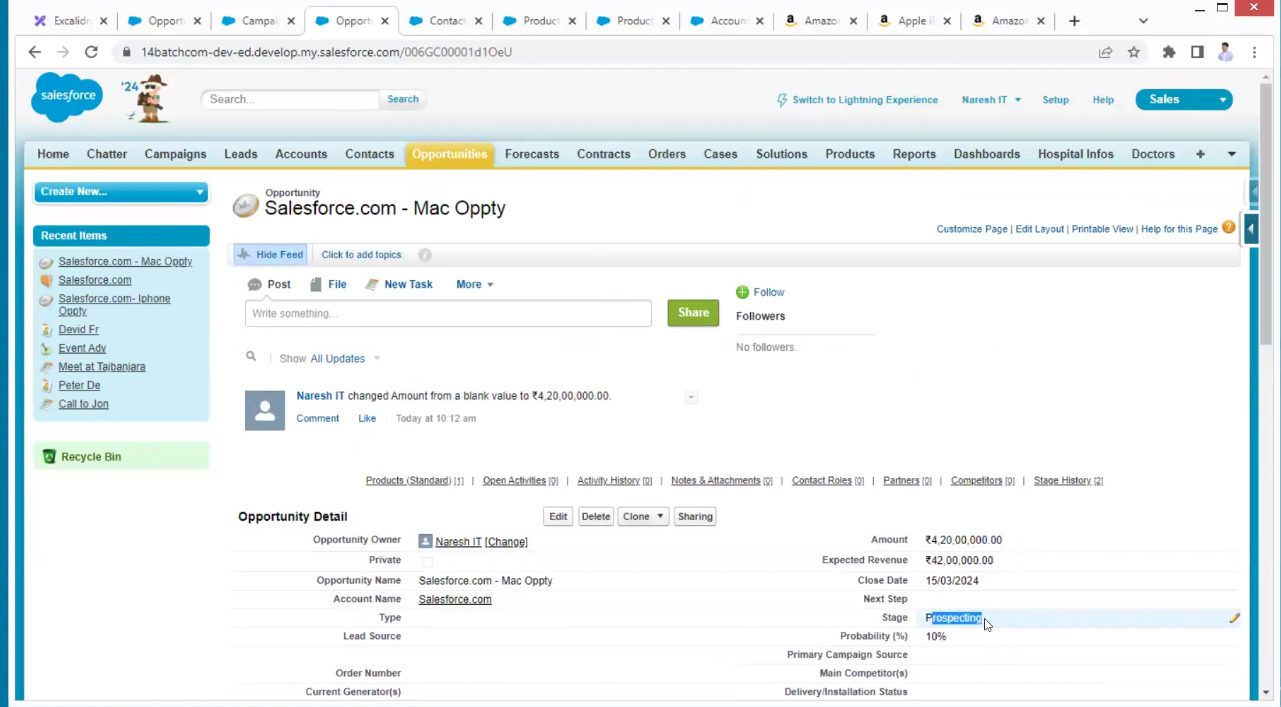 Excalidr
Opport
Campai
Opport
Contac
Produc
Produc
Accoun
Amazo
Apple i
Amazo
14batchcom-dev-ed.develop.my.salesforce.com/006GC00001d1OeU
salesforce
'24
Search...
Search
Switch to Lightning Experience
Naresh IT
Setup
Help
Sales
Home
Chatter
Campaigns
Leads
Accounts
Contacts
Opportunities
Forecasts
Contracts
Orders
Cases
Solutions
Products
Reports
Dashboards
Hospital Infos
Doctors
+
Create New...
Recent Items
Salesforce.com - Mac Oppty
Salesforce.com
Salesforce.com- Iphone
Oppty
Devid Fr
Event Adv
Meet at Tajbanjara
Peter De
Call to Jon
Recycle Bin
Opportunity
Salesforce.com - Mac Oppty
Customize Page | Edit Layout | Printable View | Help for this Page
Hide Feed
Click to add topics
Post
File
New Task
More
Write something...
Share
Follow
Followers
No followers.
Show All Updates
Naresh IT changed Amount from a blank value to ₹4,20,00,000.00.
Comment · Like · Today at 10:12 am
Products (Standard) [1] | Open Activities [0] | Activity History [0] | Notes & Attachments [0] | Contact Roles [0] | Partners [0] | Competitors [0] | Stage History [2]
Opportunity Detail
Edit
Delete
Clone
Sharing
Opportunity Owner Naresh IT [Change]
Amount ₹4,20,00,000.00
Private
Expected Revenue ₹42,00,000.00
Opportunity Name Salesforce.com - Mac Oppty
Close Date 15/03/2024
Account Name Salesforce.com
Next Step
Type
Stage Prospecting
Lead Source
Probability (%) 10%
Primary Campaign Source
Order Number
Main Competitor(s)
Current Generator(s)
Delivery/Installation Status